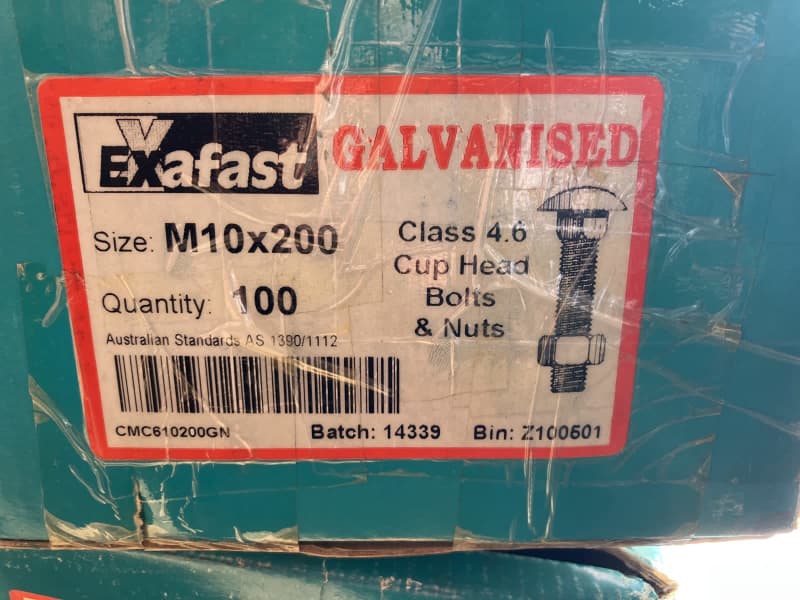 Exafast GALVANISED
Size: M10x200
Class 4.6
Cup Head
Bolts
& Nuts
Quantity: 100
Australian Standards AS 1390/1112
CMC610200GN Batch: 14339 Bin: Z100501